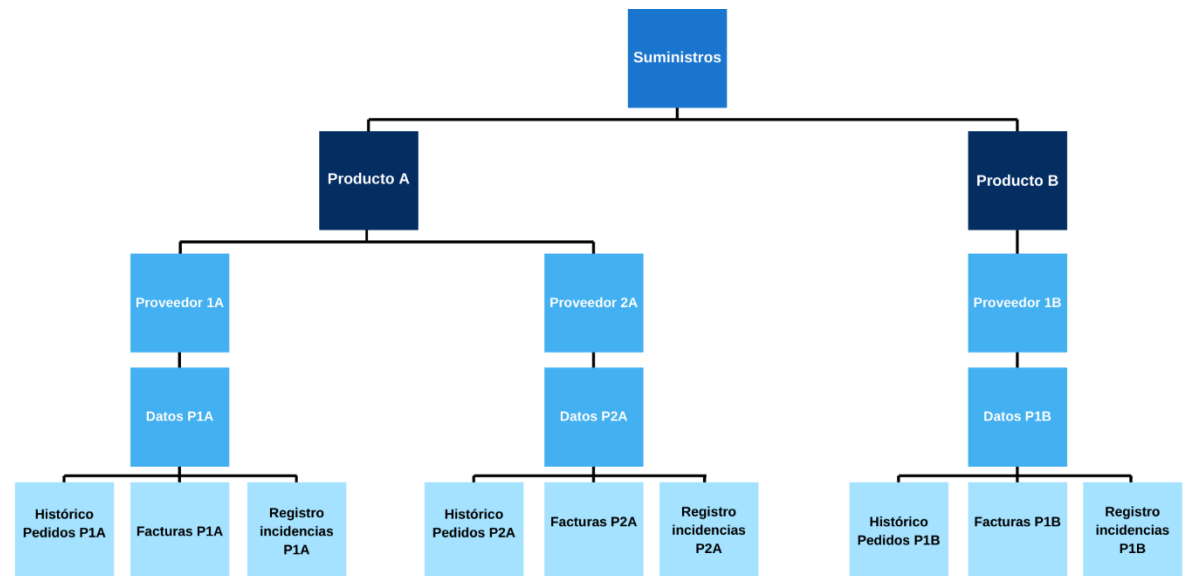 Suministros
Producto A
Producto B
Proveedor 1A
Proveedor 2A
Proveedor 1B
Datos P1A
Datos P2A
Datos P1B
Histórico
Pedidos P1A
Facturas P1A
Registro
incidencias
P1A
Histórico
Pedidos P2A
Facturas P2A
Registro
incidencias
P2A
Histórico
Pedidos P1B
Facturas P1B
Registro
incidencias
P1B